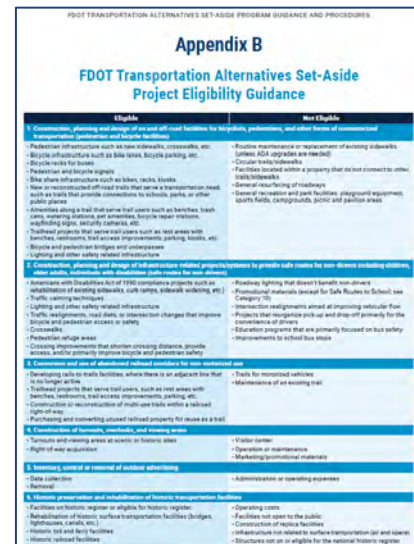 FDOT TRANSPORTATION ALTERNATIVES SET-ASIDE PROGRAM GUIDANCE AND PROCEDURES
Appendix B
FDOT Transportation Alternatives Set-Aside
Project Eligibility Guidance
Eligible
Not Eligible
1. Construction, planning and design of on and off-road facilities for bicyclists, pedestrians, and other forms of nonmotorized
transportation (pedestrian and bicycle facilities)
• Pedestrian infrastructure such as new sidewalks, crosswalks, etc.
• Bicycle infrastructure such as bike lanes, bicycle parking, etc.
• Bicycle racks for buses
• Pedestrian and bicycle signals
• Bike share infrastructure such as bikes, racks, kiosks
• New or reconstructed off-road trails that serve a transportation need,
such as trails that provide connections to schools, parks, or other
public places
• Amenities along a trail that serve trail users such as benches, trash
cans, watering stations, pet amenities, bicycle repair stations,
wayfinding signs, security cameras, etc.
• Trailhead projects that serve trail users such as rest areas with
benches, restrooms, trail access improvements, parking, kiosks, etc.
• Bicycle and pedestrian bridges and underpasses
• Lighting and other safety related infrastructure
• Routine maintenance or replacement of existing sidewalks
(unless ADA upgrades are needed)
• Circular trails/sidewalks
• Facilities located within a property that do not connect to other
trails/sidewalks
• General resurfacing of roadways
• General recreation and park facilities, playground equipment,
sports fields, campgrounds, picnic and pavilion areas
2. Construction, planning and design of infrastructure related projects/systems to provide safe routes for non-drivers including children,
older adults, individuals with disabilities (safe routes for non-drivers)
• Americans with Disabilities Act of 1990 compliance projects such as
rehabilitation of existing sidewalks, curb ramps, sidewalk widening, etc.)
• Traffic calming techniques
• Lighting and other safety related infrastructure
• Traffic realignments, road diets, or intersection changes that improve
bicycle and pedestrian access or safety
• Crosswalks
• Pedestrian refuge areas
• Crossing improvements that shorten crossing distance, provide
access, and/or primarily improve bicycle and pedestrian safety
• Roadway lighting that doesn't benefit non-drivers
• Promotional materials (except for Safe Routes to School; see
Category 10)
• Intersection realignments aimed at improving vehicular flow
• Projects that reorganize pick up and drop-off primarily for the
convenience of drivers
• Education programs that are primarily focused on bus safety
• Improvements to school bus stops
3. Conversion and use of abandoned railroad corridors for non-motorized use
• Developing rails-to-trails facilities, where there is an adjacent line that
is no longer active
• Trailhead projects that serve trail users, such as rest areas with
benches, restrooms, trail access improvements, parking, etc.
• Construction or reconstruction of multi-use trails within a railroad
right-of-way
• Purchasing and converting unused railroad property for reuse as a trail
• Trails for motorized vehicles
• Maintenance of an existing trail
4. Construction of turnouts, overlooks, and viewing areas
• Turnouts and viewing areas at scenic or historic sites
• Right-of-way acquisition
• Visitor center
• Operation or maintenance
• Marketing/promotional materials
5. Inventory, control or removal of outdoor advertising
• Data collection
• Removal
• Administration or operating expenses
6. Historic preservation and rehabilitation of historic transportation facilities
• Facilities on historic register or eligible for historic register
• Rehabilitation of historic surface transportation facilities (bridges,
lighthouses, canals, etc.)
• Historic toll and ferry facilities
• Historic railroad facilities
• Operating costs
• Facilities not open to the public
• Construction of replica facilities
• Infrastructure not related to surface transportation (air and space)
• Structures not on or eligible for the national historic register